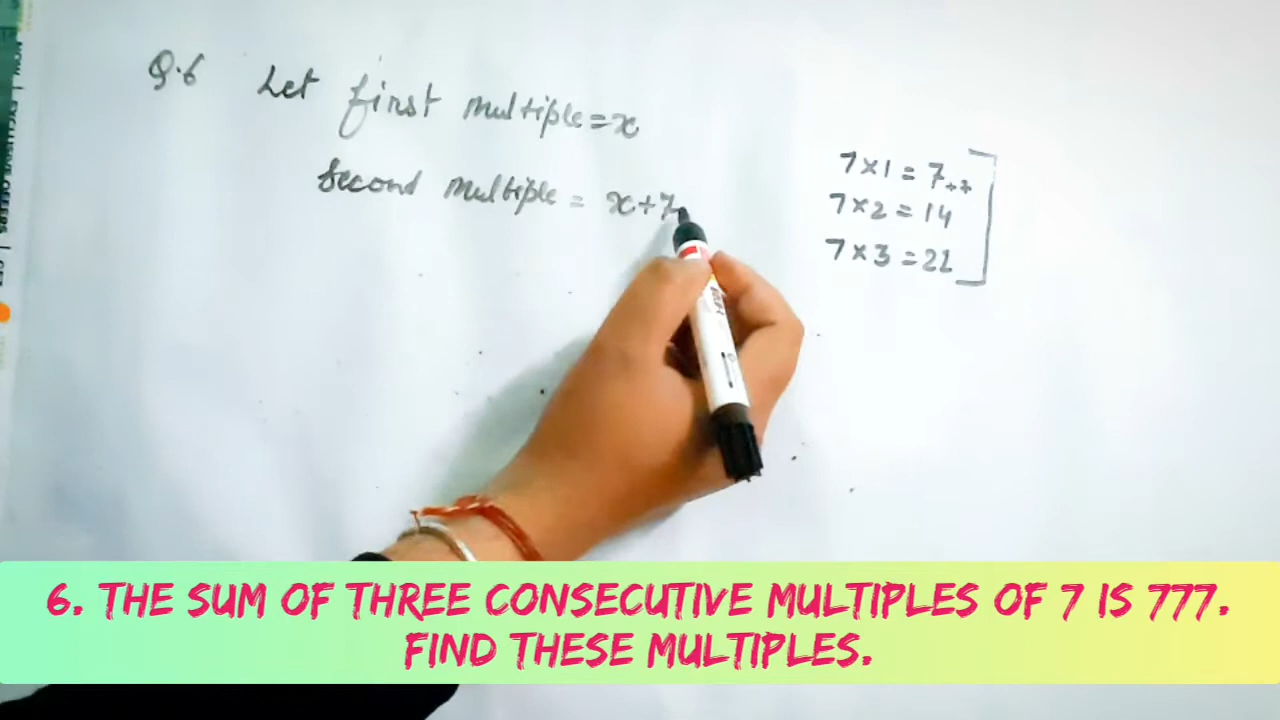 Q.6 Let first multiple = x
Second multiple = x+7
7×1 = 7+7
7×2 = 14
7×3 = 21
6. THE SUM OF THREE CONSECUTIVE MULTIPLES OF 7 IS 777.
FIND THESE MULTIPLES.